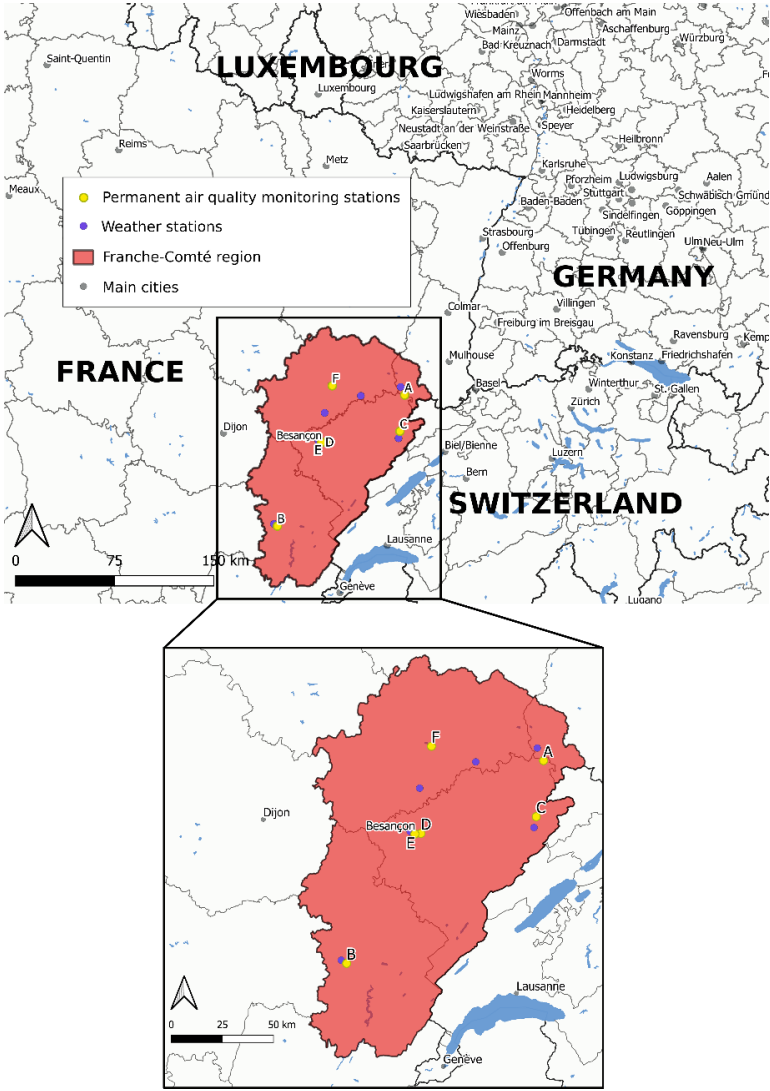 Wiesbaden
Offenbach am Main
Mainz
Aschaffenburg
Bad Kreuznach
Darmstadt
Würzburg
Saint-Quentin
LUXEMBOURG
Luxembourg
Worms
Ludwigshafen am Rhein
Mannheim
Kaiserslautern
Heidelberg
Neustadt an der Weinstraße
Speyer
Reims
Saarbrücken
Heilbronn
Metz
Karlsruhe
Meaux
Pforzheim
Ludwigsburg
Aalen
Stuttgart
Schwäbisch Gmünd
Baden-Baden
Sindelfingen
Göppingen
Permanent air quality monitoring stations
Weather stations
Franche-Comté region
Main cities
Strasbourg
Offenburg
Tübingen
Reutlingen
Ulm
Neu-Ulm
GERMANY
Colmar
Villingen
Freiburg im Breisgau
Ravensburg
Kemp
FRANCE
Mulhouse
Konstanz
Friedrichshafen
F
A
Basel
Winterthur
St. Gallen
Zürich
Dijon
Besançon
D
E
C
Biel/Bienne
Luzern
Bern
SWITZERLAND
B
Lausanne
0 75 150 km
Genève
Lugano
F
A
C
Dijon
Besançon
D
E
B
Lausanne
0 25 50 km
Genève